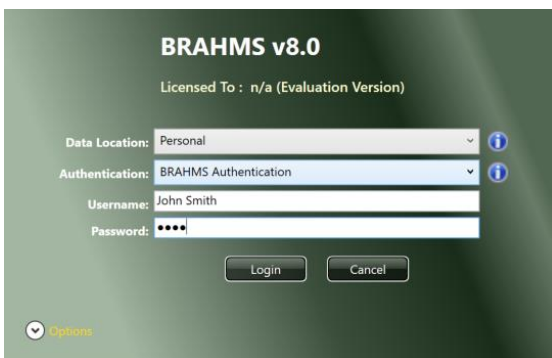 BRAHMS v8.0
Licensed To : n/a (Evaluation Version)
Data Location: Personal
Authentication: BRAHMS Authentication
Username: John Smith
Password: ••••
Login Cancel
Options